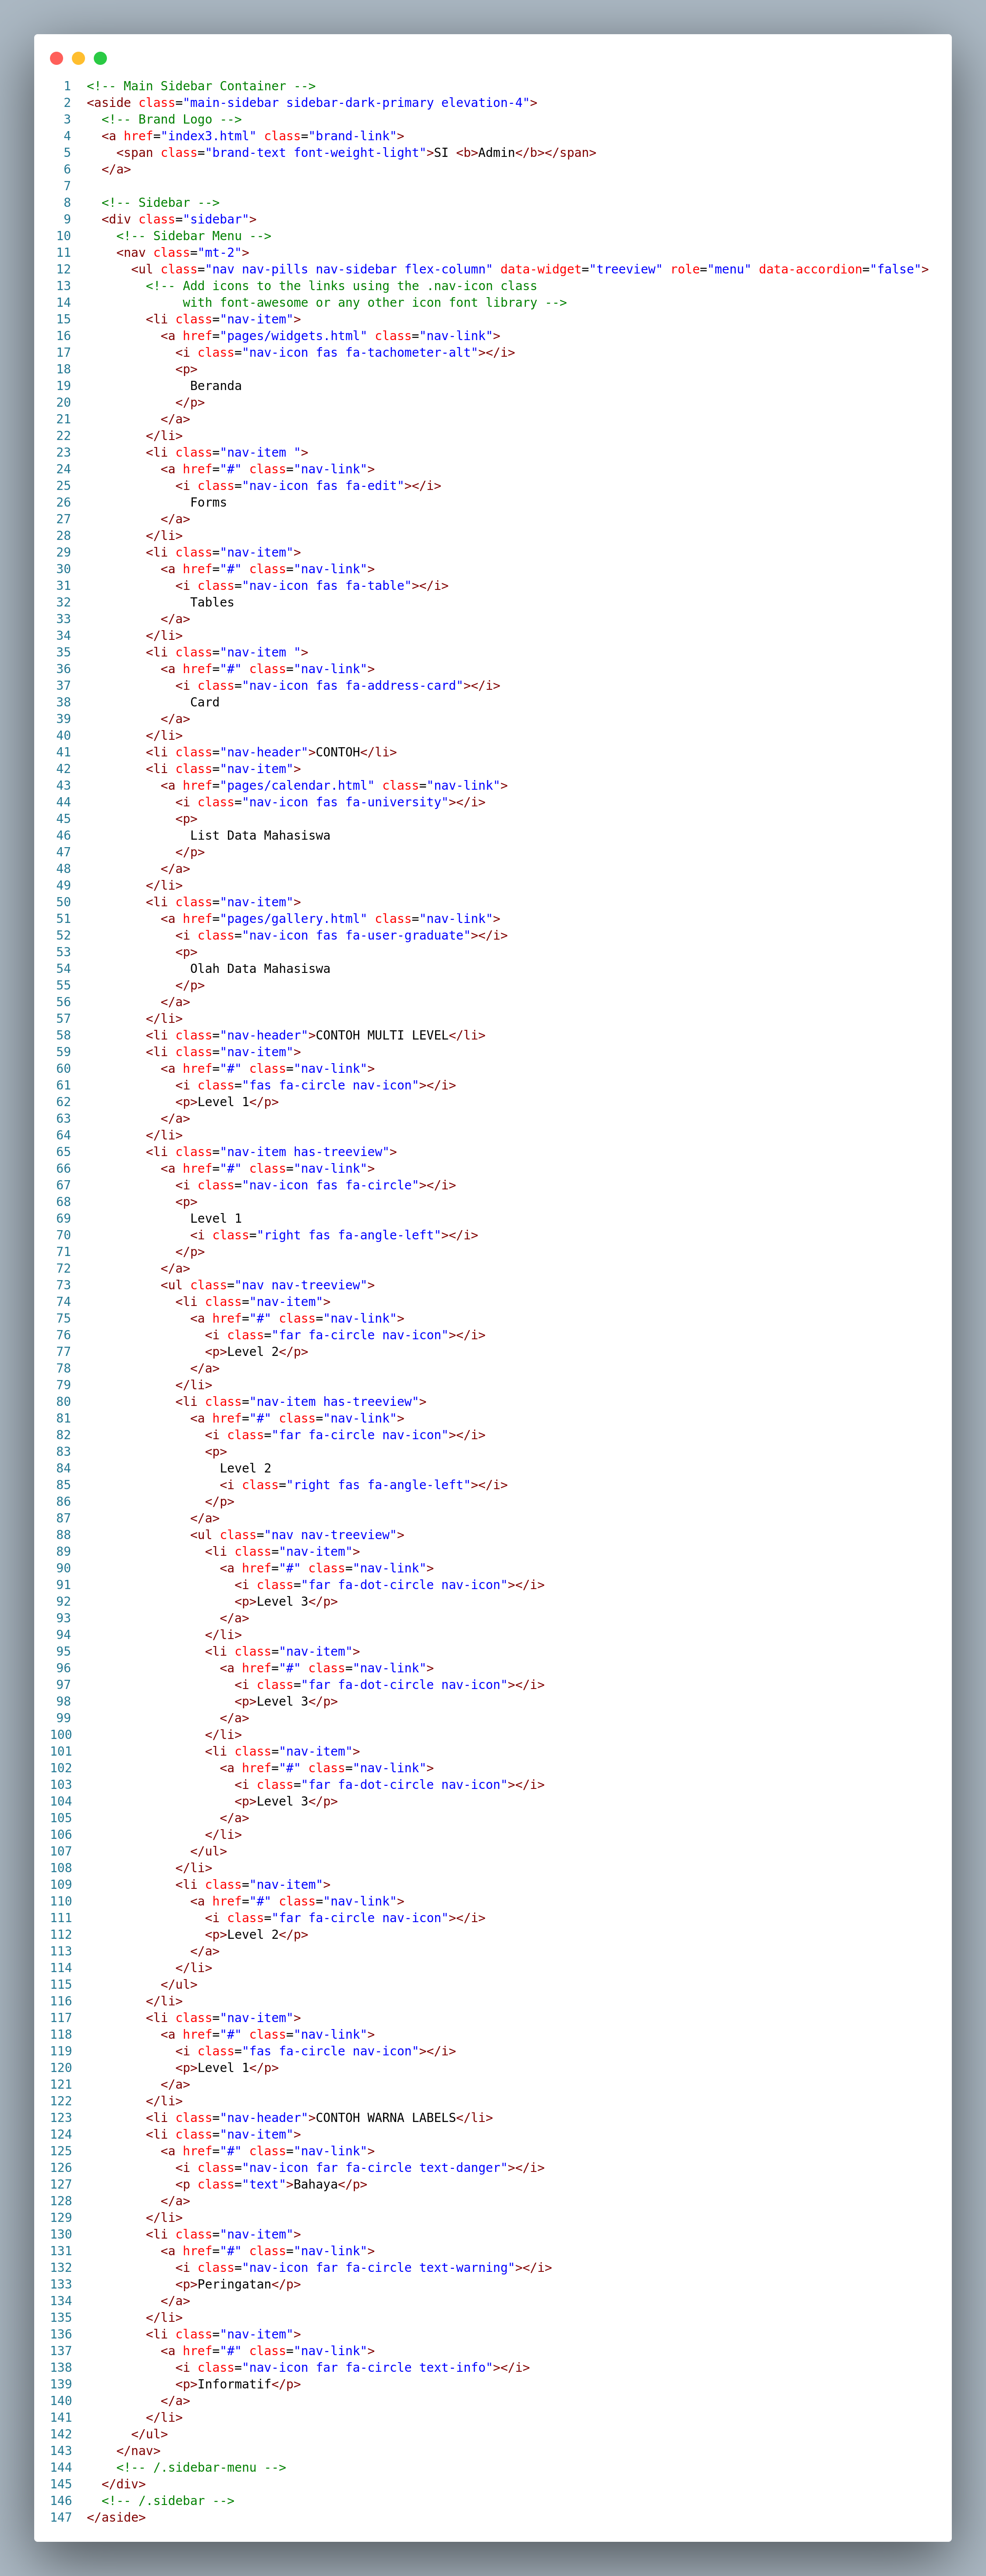 1 <!-- Main Sidebar Container -->
2 <aside class="main-sidebar sidebar-dark-primary elevation-4">
3   <!-- Brand Logo -->
4   <a href="index3.html" class="brand-link">
5     <span class="brand-text font-weight-light">SI <b>Admin</b></span>
6   </a>
7
8   <!-- Sidebar -->
9   <div class="sidebar">
10     <!-- Sidebar Menu -->
11     <nav class="mt-2">
12       <ul class="nav nav-pills nav-sidebar flex-column" data-widget="treeview" role="menu" data-accordion="false">
13         <!-- Add icons to the links using the .nav-icon class
14              with font-awesome or any other icon font library -->
15         <li class="nav-item">
16           <a href="pages/widgets.html" class="nav-link">
17             <i class="nav-icon fas fa-tachometer-alt"></i>
18             <p>
19               Beranda
20             </p>
21           </a>
22         </li>
23         <li class="nav-item ">
24           <a href="#" class="nav-link">
25             <i class="nav-icon fas fa-edit"></i>
26               Forms
27           </a>
28         </li>
29         <li class="nav-item">
30           <a href="#" class="nav-link">
31             <i class="nav-icon fas fa-table"></i>
32               Tables
33           </a>
34         </li>
35         <li class="nav-item ">
36           <a href="#" class="nav-link">
37             <i class="nav-icon fas fa-address-card"></i>
38               Card
39           </a>
40         </li>
41         <li class="nav-header">CONTOH</li>
42         <li class="nav-item">
43           <a href="pages/calendar.html" class="nav-link">
44             <i class="nav-icon fas fa-university"></i>
45             <p>
46               List Data Mahasiswa
47             </p>
48           </a>
49         </li>
50         <li class="nav-item">
51           <a href="pages/gallery.html" class="nav-link">
52             <i class="nav-icon fas fa-user-graduate"></i>
53             <p>
54               Olah Data Mahasiswa
55             </p>
56           </a>
57         </li>
58         <li class="nav-header">CONTOH MULTI LEVEL</li>
59         <li class="nav-item">
60           <a href="#" class="nav-link">
61             <i class="fas fa-circle nav-icon"></i>
62             <p>Level 1</p>
63           </a>
64         </li>
65         <li class="nav-item has-treeview">
66           <a href="#" class="nav-link">
67             <i class="nav-icon fas fa-circle"></i>
68             <p>
69               Level 1
70               <i class="right fas fa-angle-left"></i>
71             </p>
72           </a>
73           <ul class="nav nav-treeview">
74             <li class="nav-item">
75               <a href="#" class="nav-link">
76                 <i class="far fa-circle nav-icon"></i>
77                 <p>Level 2</p>
78               </a>
79             </li>
80             <li class="nav-item has-treeview">
81               <a href="#" class="nav-link">
82                 <i class="far fa-circle nav-icon"></i>
83                 <p>
84                   Level 2
85                   <i class="right fas fa-angle-left"></i>
86                 </p>
87               </a>
88               <ul class="nav nav-treeview">
89                 <li class="nav-item">
90                   <a href="#" class="nav-link">
91                     <i class="far fa-dot-circle nav-icon"></i>
92                     <p>Level 3</p>
93                   </a>
94                 </li>
95                 <li class="nav-item">
96                   <a href="#" class="nav-link">
97                     <i class="far fa-dot-circle nav-icon"></i>
98                     <p>Level 3</p>
99                   </a>
100                 </li>
101                 <li class="nav-item">
102                   <a href="#" class="nav-link">
103                     <i class="far fa-dot-circle nav-icon"></i>
104                     <p>Level 3</p>
105                   </a>
106                 </li>
107               </ul>
108             </li>
109             <li class="nav-item">
110               <a href="#" class="nav-link">
111                 <i class="far fa-circle nav-icon"></i>
112                 <p>Level 2</p>
113               </a>
114             </li>
115           </ul>
116         </li>
117         <li class="nav-item">
118           <a href="#" class="nav-link">
119             <i class="fas fa-circle nav-icon"></i>
120             <p>Level 1</p>
121           </a>
122         </li>
123         <li class="nav-header">CONTOH WARNA LABELS</li>
124         <li class="nav-item">
125           <a href="#" class="nav-link">
126             <i class="nav-icon far fa-circle text-danger"></i>
127             <p class="text">Bahaya</p>
128           </a>
129         </li>
130         <li class="nav-item">
131           <a href="#" class="nav-link">
132             <i class="nav-icon far fa-circle text-warning"></i>
133             <p>Peringatan</p>
134           </a>
135         </li>
136         <li class="nav-item">
137           <a href="#" class="nav-link">
138             <i class="nav-icon far fa-circle text-info"></i>
139             <p>Informatif</p>
140           </a>
141         </li>
142       </ul>
143     </nav>
144     <!-- /.sidebar-menu -->
145   </div>
146   <!-- /.sidebar -->
147 </aside>